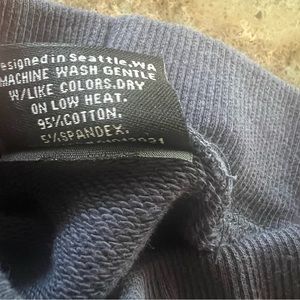 esigned in Seattle, WA
MACHINE WASH GENTLE
W/LIKE COLORS. DRY
ON LOW HEAT.
95% COTTON.
5% SPANDEX.